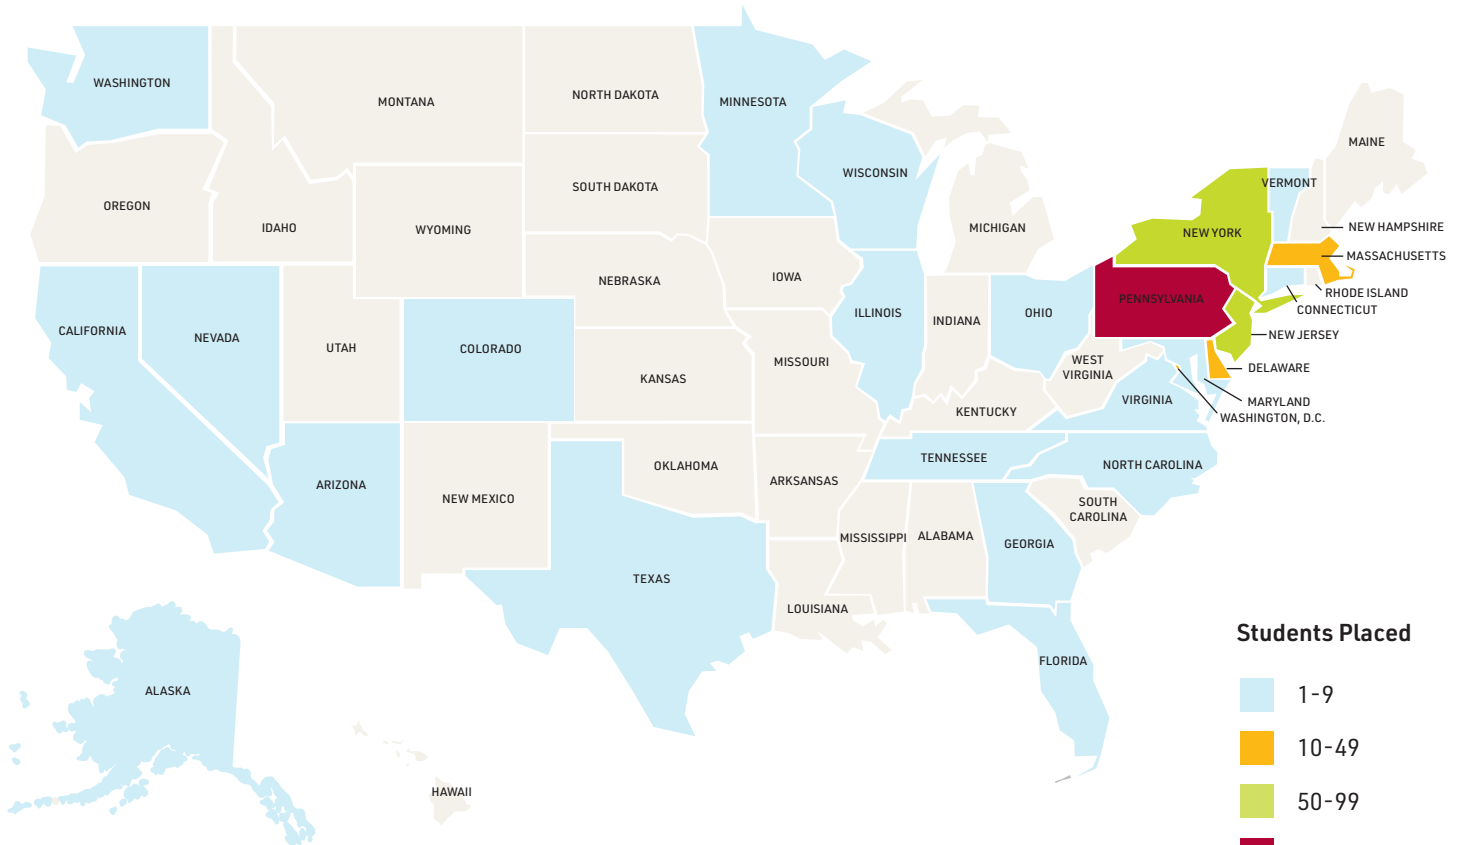 WASHINGTON
MONTANA
NORTH DAKOTA
MINNESOTA
MAINE
WISCONSIN
VERMONT
SOUTH DAKOTA
OREGON
IDAHO
WYOMING
MICHIGAN
NEW YORK
NEW HAMPSHIRE
MASSACHUSETTS
IOWA
NEBRASKA
PENNSYLVANIA
RHODE ISLAND
CONNECTICUT
ILLINOIS
OHIO
INDIANA
CALIFORNIA
NEVADA
UTAH
COLORADO
NEW JERSEY
MISSOURI
WEST
VIRGINIA
DELAWARE
KANSAS
VIRGINIA
MARYLAND
KENTUCKY
WASHINGTON, D.C.
TENNESSEE
NORTH CAROLINA
OKLAHOMA
ARKSANSAS
ARIZONA
NEW MEXICO
SOUTH
CAROLINA
MISSISSIPPI
ALABAMA
GEORGIA
TEXAS
LOUISIANA
FLORIDA
ALASKA
HAWAII
Students Placed
1-9
10-49
50-99